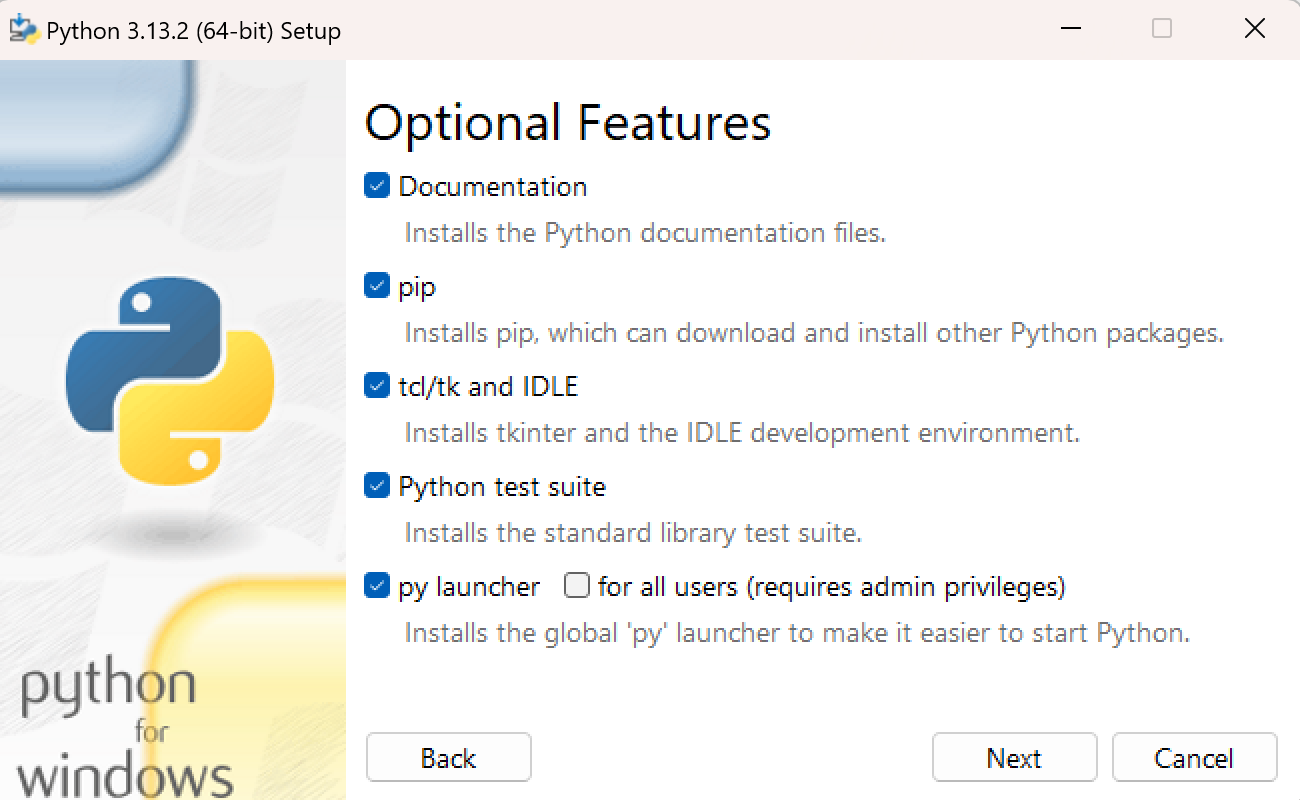 Python 3.13.2 (64-bit) Setup
Optional Features
Documentation
Installs the Python documentation files.
pip
Installs pip, which can download and install other Python packages.
tcl/tk and IDLE
Installs tkinter and the IDLE development environment.
Python test suite
Installs the standard library test suite.
py launcher for all users (requires admin privileges)
Installs the global 'py' launcher to make it easier to start Python.
python
for
windows
Back Next Cancel